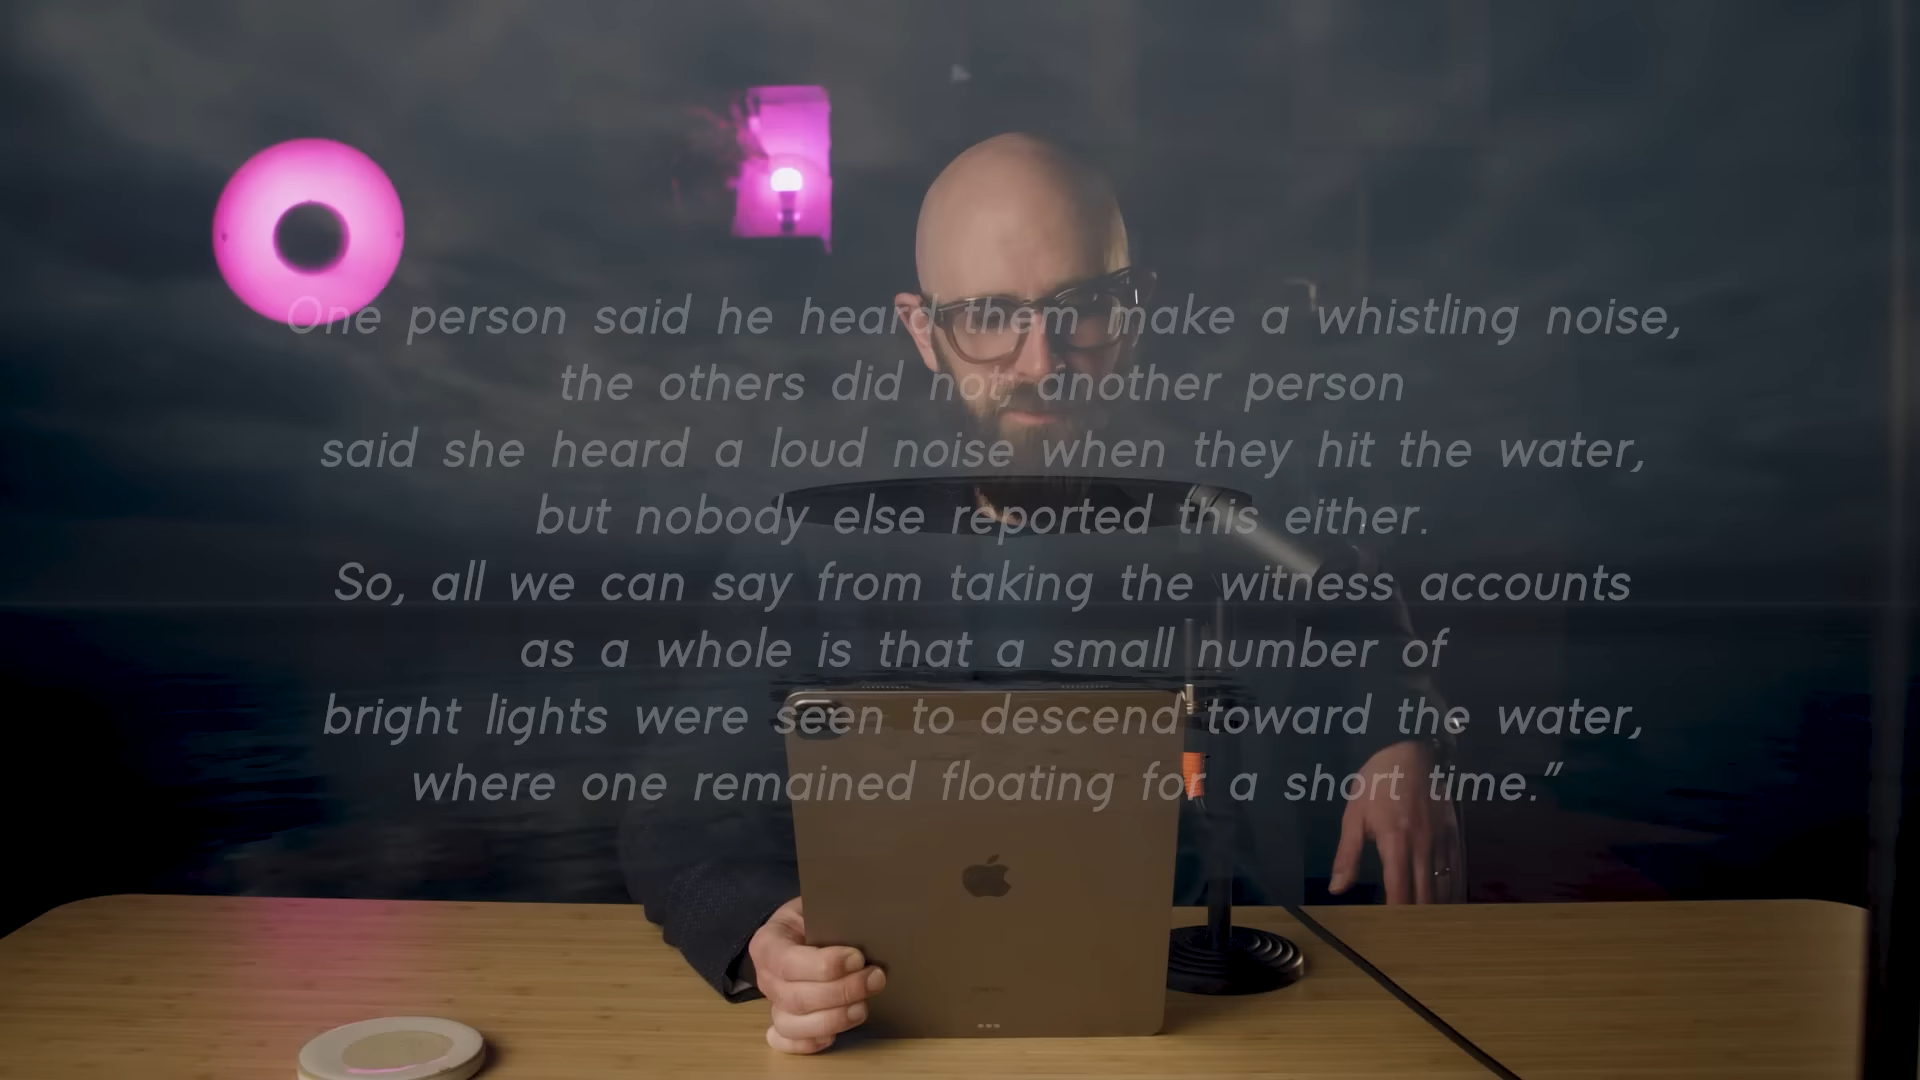 One person said he heard them make a whistling noise,
the others did not, another person
said she heard a loud noise when they hit the water,
but nobody else reported this either.
So, all we can say from taking the witness accounts
as a whole is that a small number of
bright lights were seen to descend toward the water,
where one remained floating for a short time.”